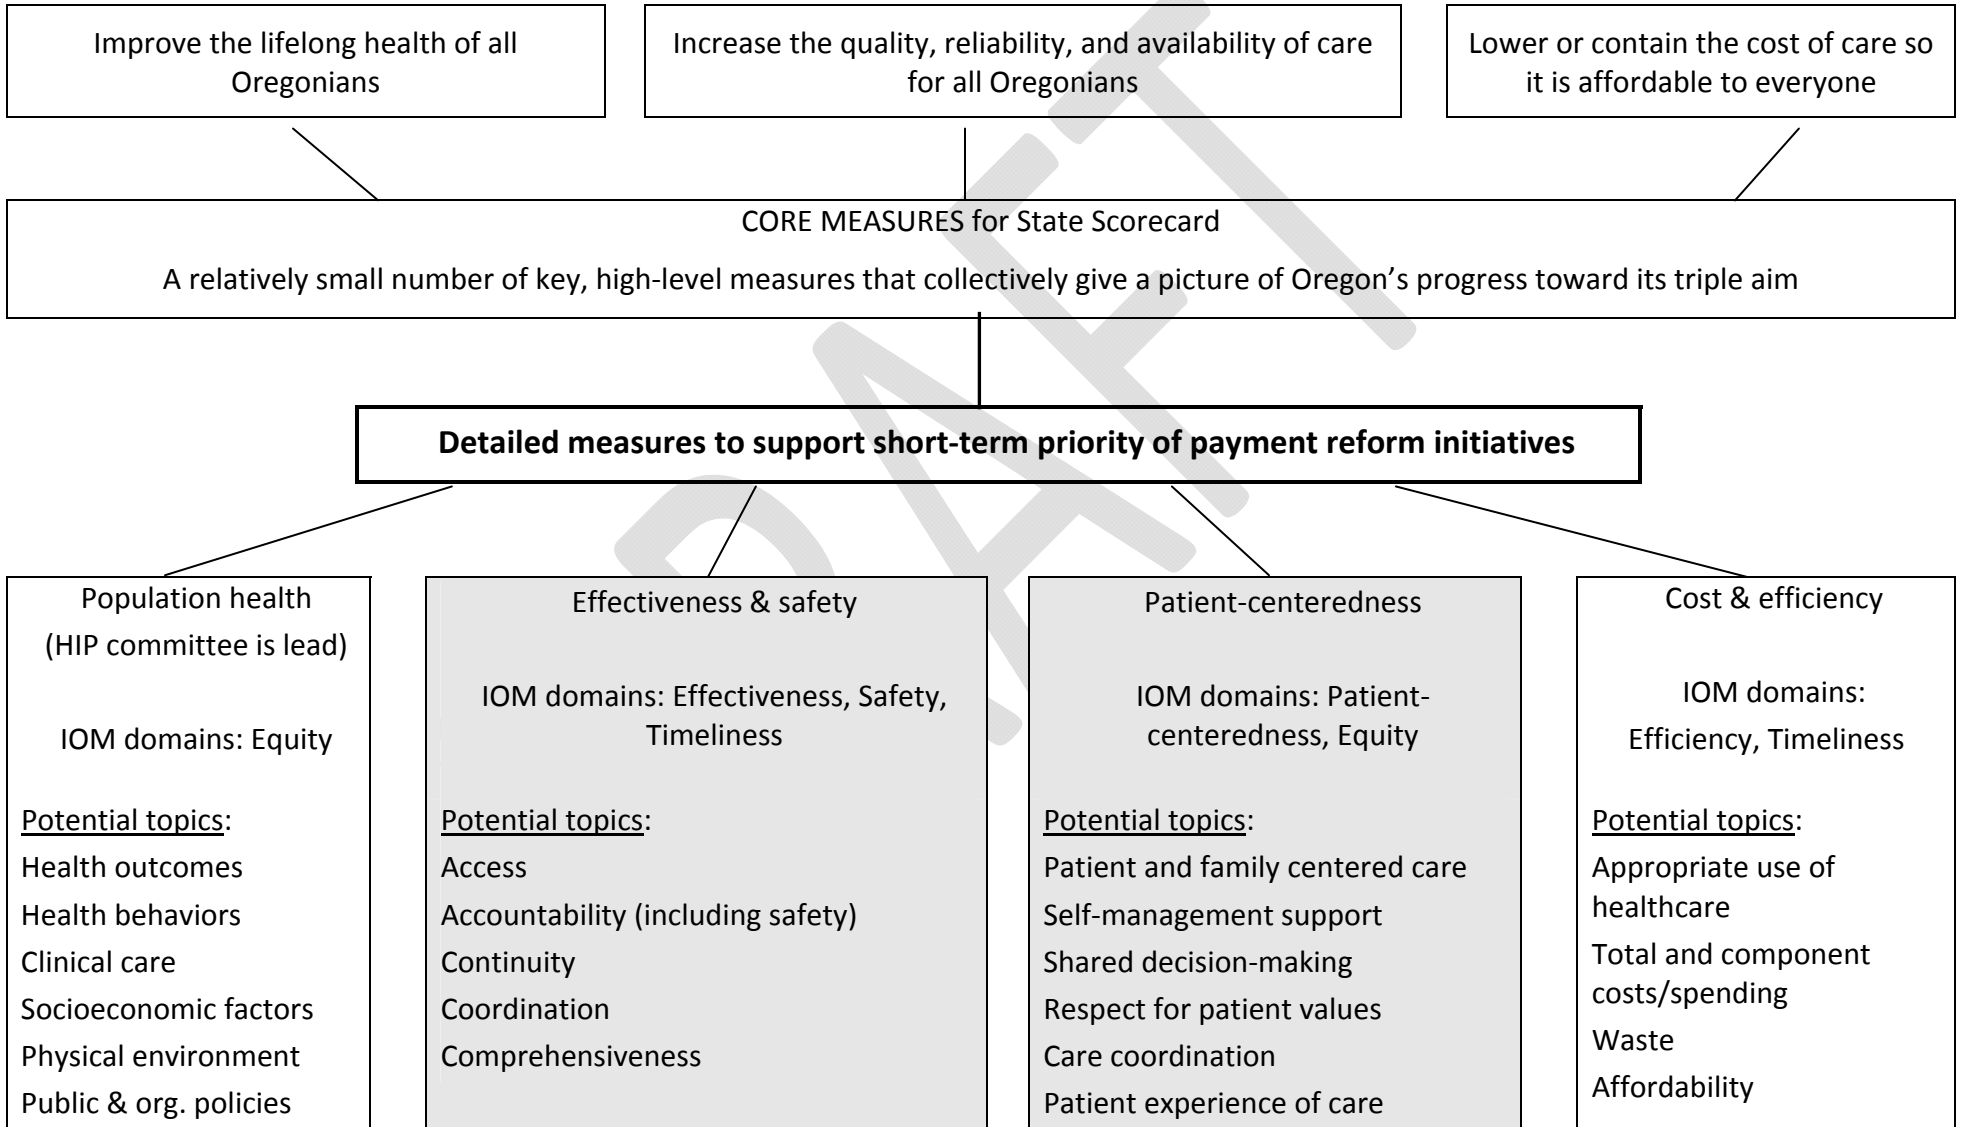 Improve the lifelong health of all
Oregonians
Increase the quality, reliability, and availability of care
for all Oregonians
Lower or contain the cost of care so
it is affordable to everyone
CORE MEASURES for State Scorecard
A relatively small number of key, high-level measures that collectively give a picture of Oregon’s progress toward its triple aim
Detailed measures to support short-term priority of payment reform initiatives
Population health
(HIP committee is lead)
IOM domains: Equity
Potential topics:
Health outcomes
Health behaviors
Clinical care
Socioeconomic factors
Physical environment
Public & org. policies
Effectiveness & safety
IOM domains: Effectiveness, Safety,
Timeliness
Potential topics:
Access
Accountability (including safety)
Continuity
Coordination
Comprehensiveness
Patient-centeredness
IOM domains: Patient-
centeredness, Equity
Potential topics:
Patient and family centered care
Self-management support
Shared decision-making
Respect for patient values
Care coordination
Patient experience of care
Cost & efficiency
IOM domains:
Efficiency, Timeliness
Potential topics:
Appropriate use of
healthcare
Total and component
costs/spending
Waste
Affordability
DRAFT